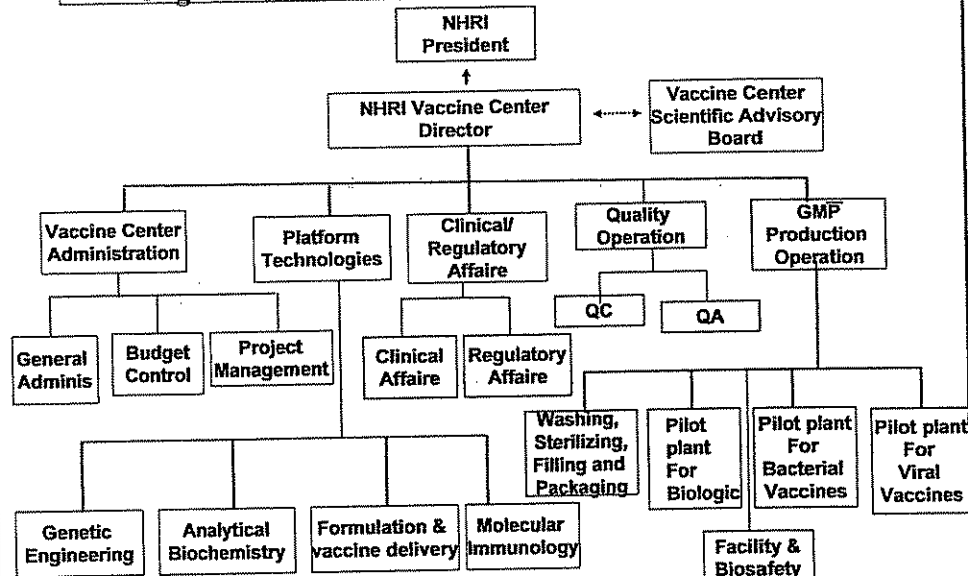 NHRI
President
NHRI Vaccine Center
Director
Vaccine Center
Scientific Advisory
Board
Vaccine Center
Administration
Platform
Technologies
Clinical/
Regulatory
Affaire
Quality
Operation
GMP
Production
Operation
General
Adminis
Budget
Control
Project
Management
Clinical
Affaire
Regulatory
Affaire
QC
QA
Washing,
Sterilizing,
Filling and
Packaging
Pilot
plant
For
Biologic
Pilot plant
For
Bacterial
Vaccines
Pilot plant
For
Viral
Vaccines
Genetic
Engineering
Analytical
Biochemistry
Formulation &
vaccine delivery
Molecular
Immunology
Facility &
Biosafety